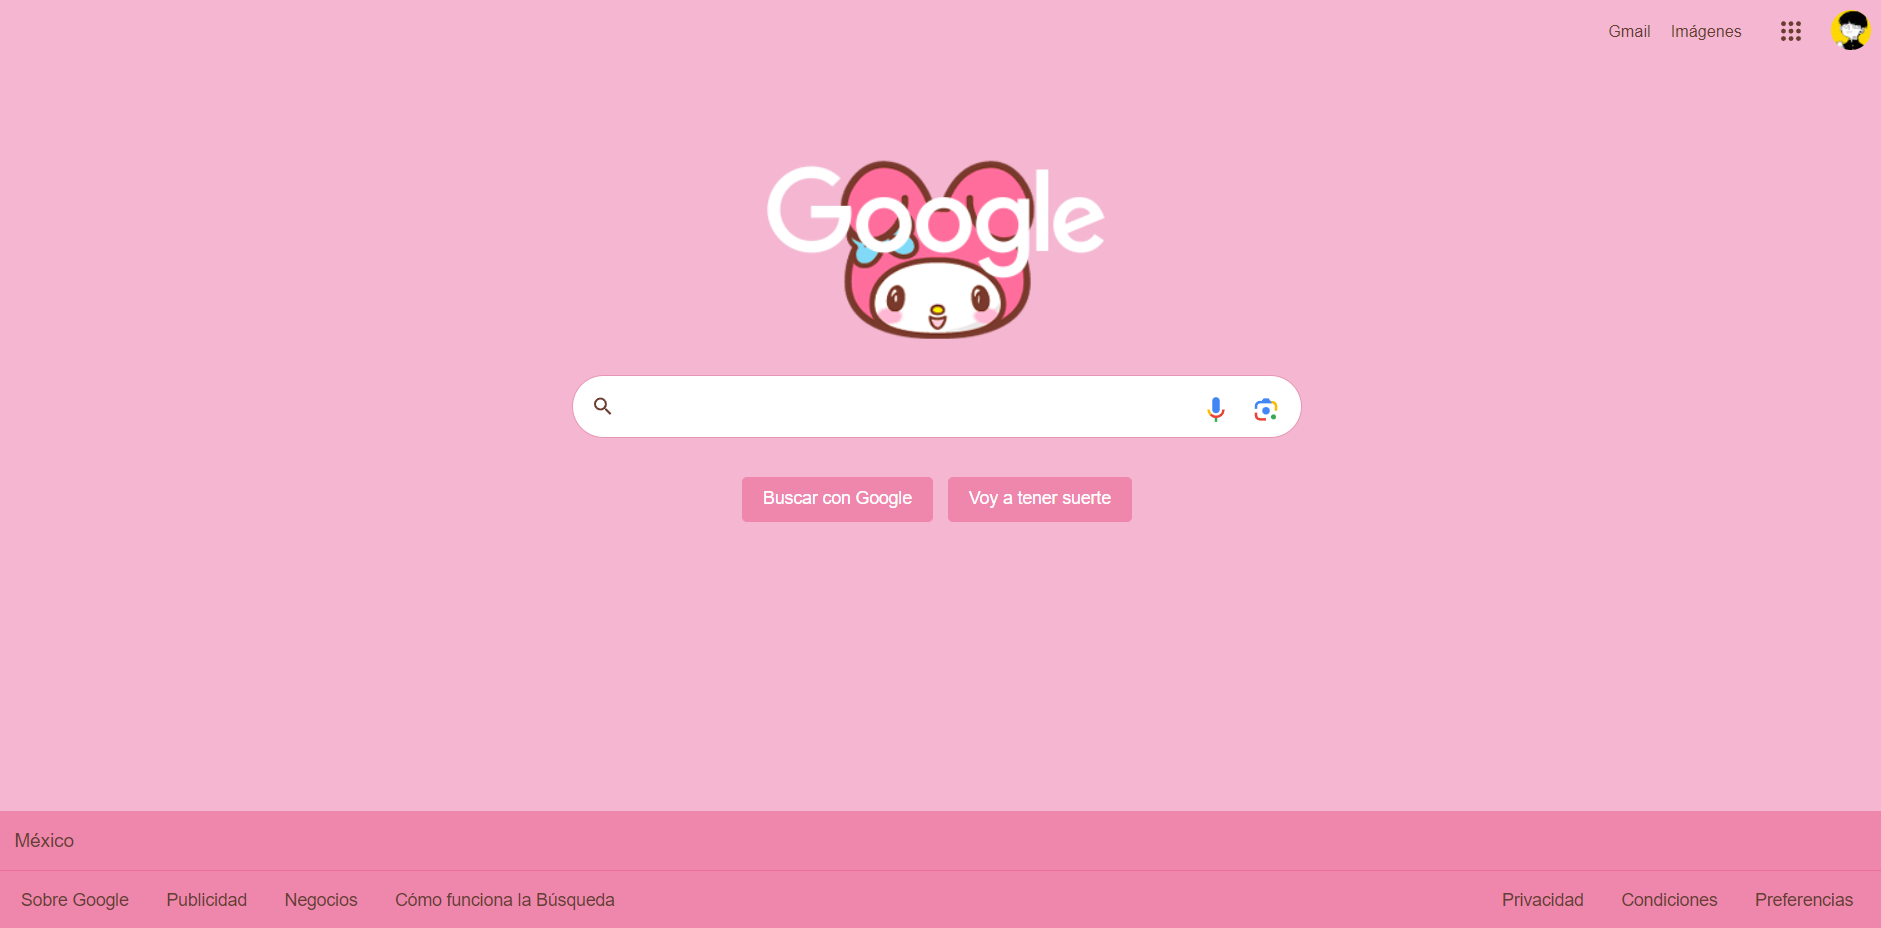 Gmail Imágenes
Google
Buscar con Google Voy a tener suerte
México
Sobre Google Publicidad Negocios Cómo funciona la Búsqueda Privacidad Condiciones Preferencias